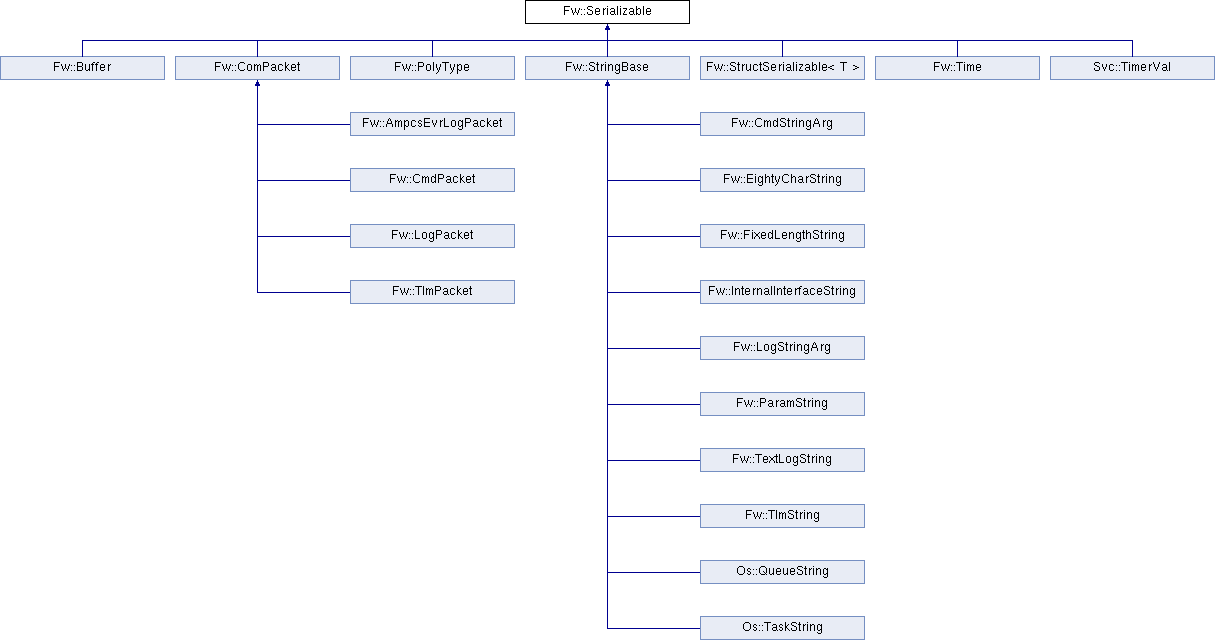 Fw::Serializable
Fw::Buffer
Fw::ComPacket
Fw::PolyType
Fw::StringBase
Fw::StructSerializable< T >
Fw::Time
Svc::TimerVal
Fw::AmpcsEvrLogPacket
Fw::CmdPacket
Fw::LogPacket
Fw::TlmPacket
Fw::CmdStringArg
Fw::EightyCharString
Fw::FixedLengthString
Fw::InternalInterfaceString
Fw::LogStringArg
Fw::ParamString
Fw::TextLogString
Fw::TlmString
Os::QueueString
Os::TaskString